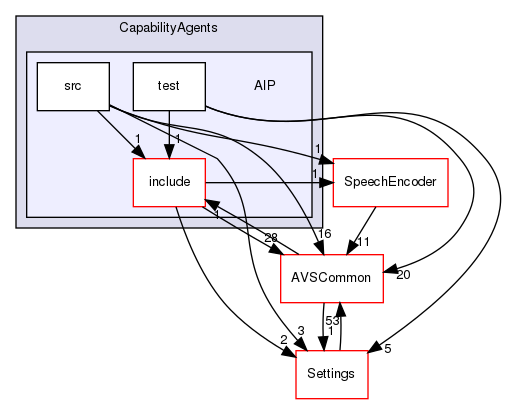 CapabilityAgents
src
test
AIP
1
1
1
include
1
SpeechEncoder
1
28
16
11
AVSCommon
20
53
1
3
2
5
Settings